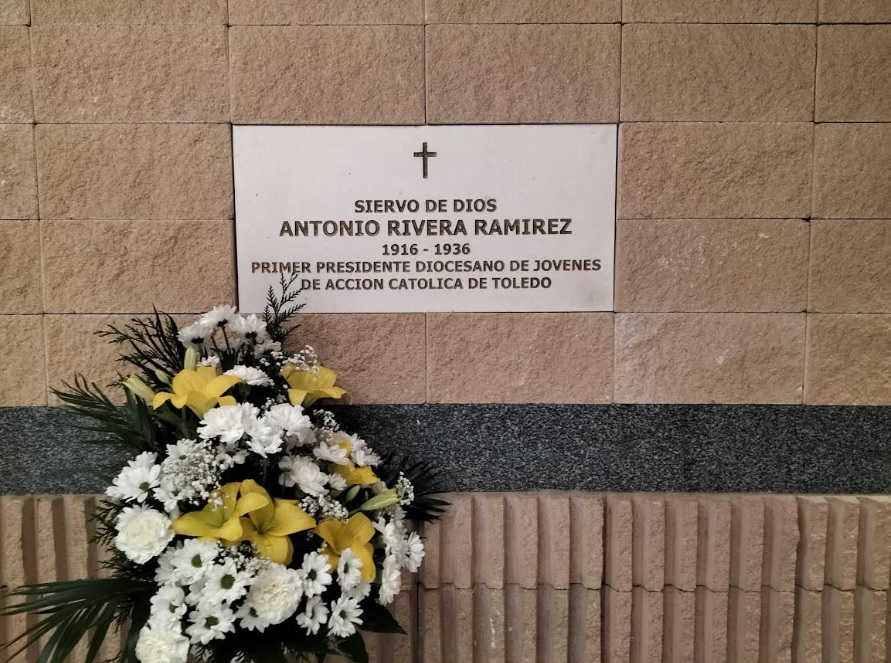 SIERVO DE DIOS
ANTONIO RIVERA RAMIREZ
1916 - 1936
PRIMER PRESIDENTE DIOCESANO DE JOVENES
DE ACCION CATOLICA DE TOLEDO